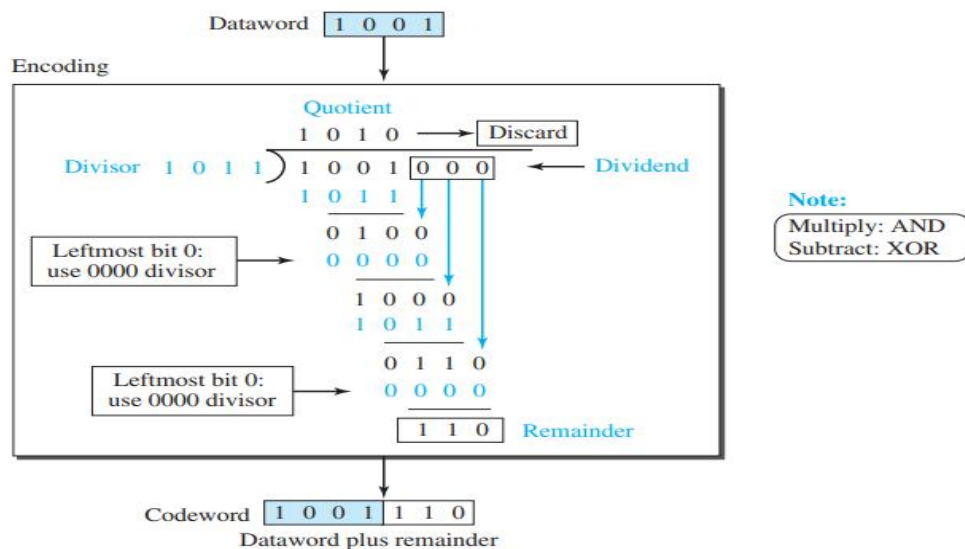 Dataword 1 0 0 1
Encoding
Quotient
1 0 1 0 Discard
Divisor 1 0 1 1 1 0 0 1 0 0 0 Dividend
1 0 1 1
0 1 0 0
Leftmost bit 0:
use 0000 divisor
0 0 0 0
1 0 0 0
1 0 1 1
0 1 1 0
Leftmost bit 0:
use 0000 divisor
0 0 0 0
1 1 0 Remainder
Note:
Multiply: AND
Subtract: XOR
Codeword 1 0 0 1 1 1 0
Dataword plus remainder